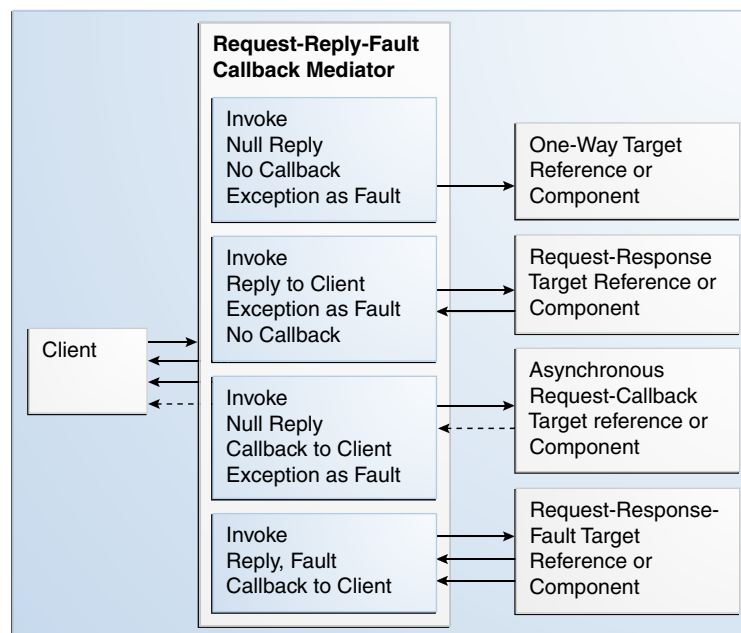 Request-Reply-Fault
Callback Mediator
Invoke
Null Reply
No Callback
Exception as Fault
One-Way Target
Reference or
Component
Invoke
Reply to Client
Exception as Fault
No Callback
Request-Response
Target Reference or
Component
Client
Invoke
Null Reply
Callback to Client
Exception as Fault
Asynchronous
Request-Callback
Target reference or
Component
Invoke
Reply, Fault
Callback to Client
Request-Response-
Fault Target
Reference or
Component